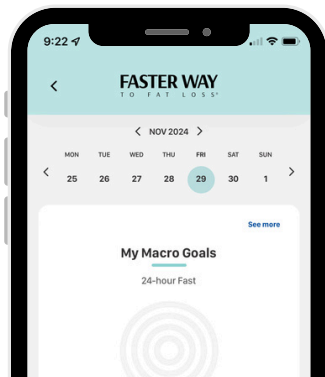 9:22
FASTER WAY
TO FAT LOSS®
NOV 2024
MON TUE WED THU FRI SAT SUN
25 26 27 28 29 30 1
See more
My Macro Goals
24-hour Fast